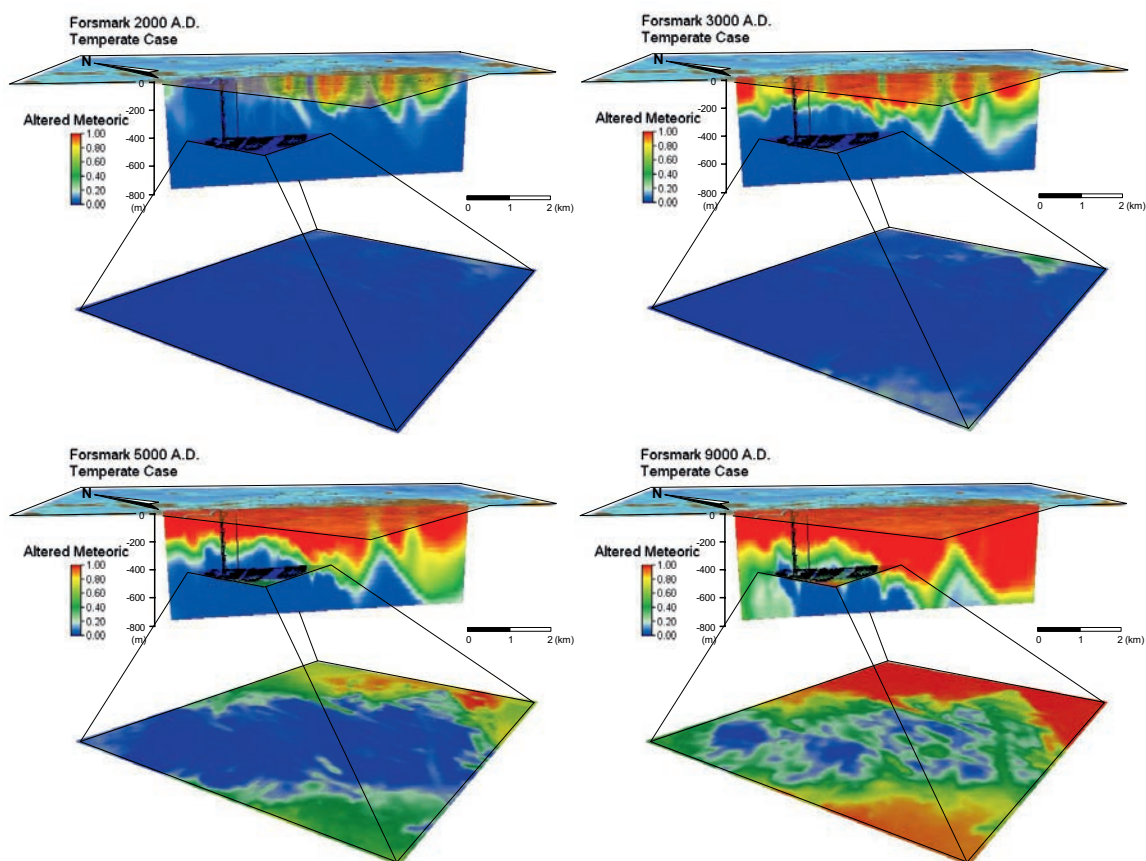 Forsmark 2000 A.D.
Temperate Case
N
0
-200
-400
-600
-800
(m)
Altered Meteoric
1.00
0.80
0.60
0.40
0.20
0.00
0 1 2 (km)
Forsmark 3000 A.D.
Temperate Case
N
0
-200
-400
-600
-800
(m)
Altered Meteoric
1.00
0.80
0.60
0.40
0.20
0.00
0 1 2 (km)
Forsmark 5000 A.D.
Temperate Case
N
0
-200
-400
-600
-800
(m)
Altered Meteoric
1.00
0.80
0.60
0.40
0.20
0.00
0 1 2 (km)
Forsmark 9000 A.D.
Temperate Case
N
0
-200
-400
-600
-800
(m)
Altered Meteoric
1.00
0.80
0.60
0.40
0.20
0.00
0 1 2 (km)